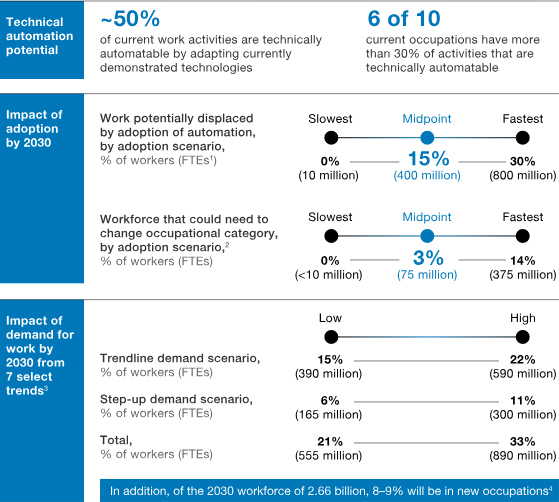 Technical
automation
potential
~50%
of current work activities are technically
automatable by adapting currently
demonstrated technologies
6 of 10
current occupations have more
than 30% of activities that are
technically automatable
Impact of
adoption
by 2030
Work potentially displaced
by adoption of automation,
by adoption scenario,
% of workers (FTEs¹)
Slowest Midpoint Fastest
0% 15% 30%
(10 million) (400 million) (800 million)
Workforce that could need to
change occupational category,
by adoption scenario,²
% of workers (FTEs)
Slowest Midpoint Fastest
0% 3% 14%
(<10 million) (75 million) (375 million)
Impact of
demand for
work by
2030 from
7 select
trends³
Low High
Trendline demand scenario,
% of workers (FTEs)
15% 22%
(390 million) (590 million)
Step-up demand scenario,
% of workers (FTEs)
6% 11%
(165 million) (300 million)
Total,
% of workers (FTEs)
21% 33%
(555 million) (890 million)
In addition, of the 2030 workforce of 2.66 billion, 8–9% will be in new occupations⁴